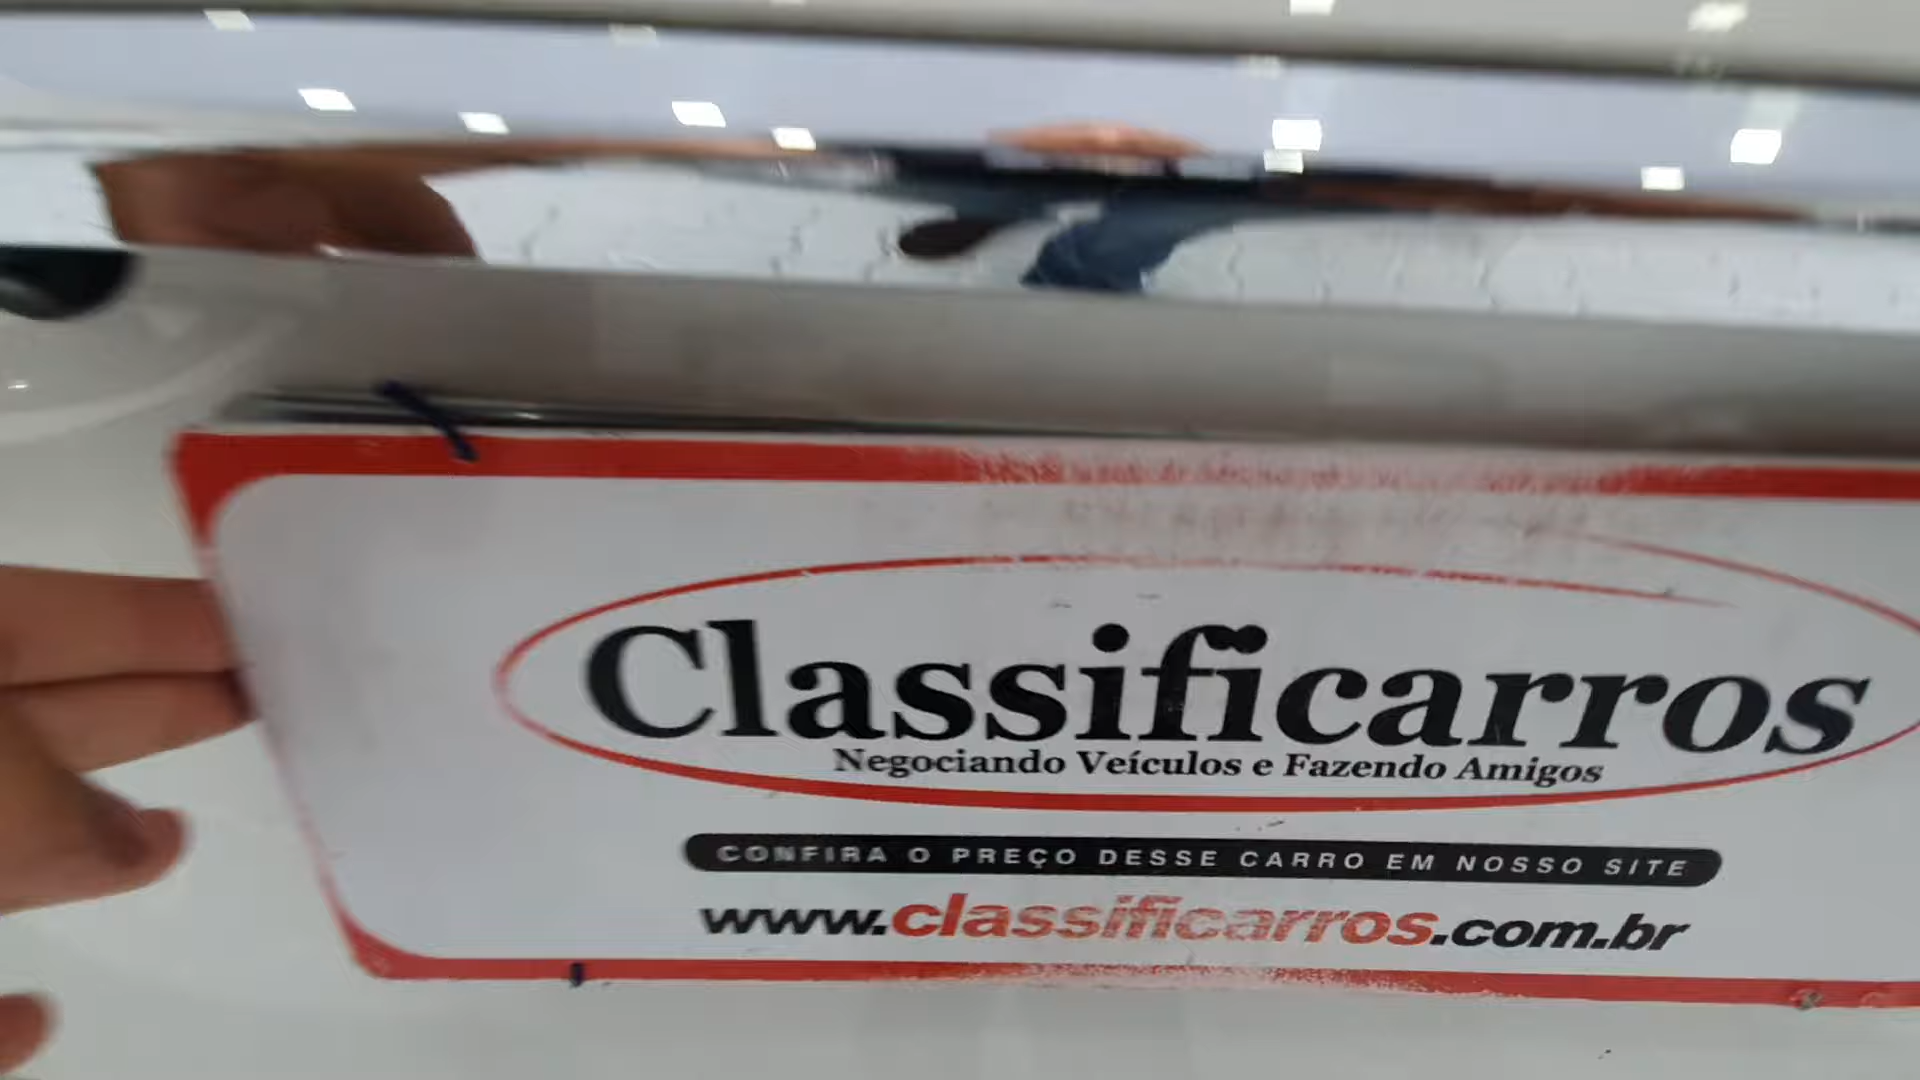 Classificarros
Negociando Veículos e Fazendo Amigos
CONFIRA O PREÇO DESSE CARRO EM NOSSO SITE
www.classificarros.com.br